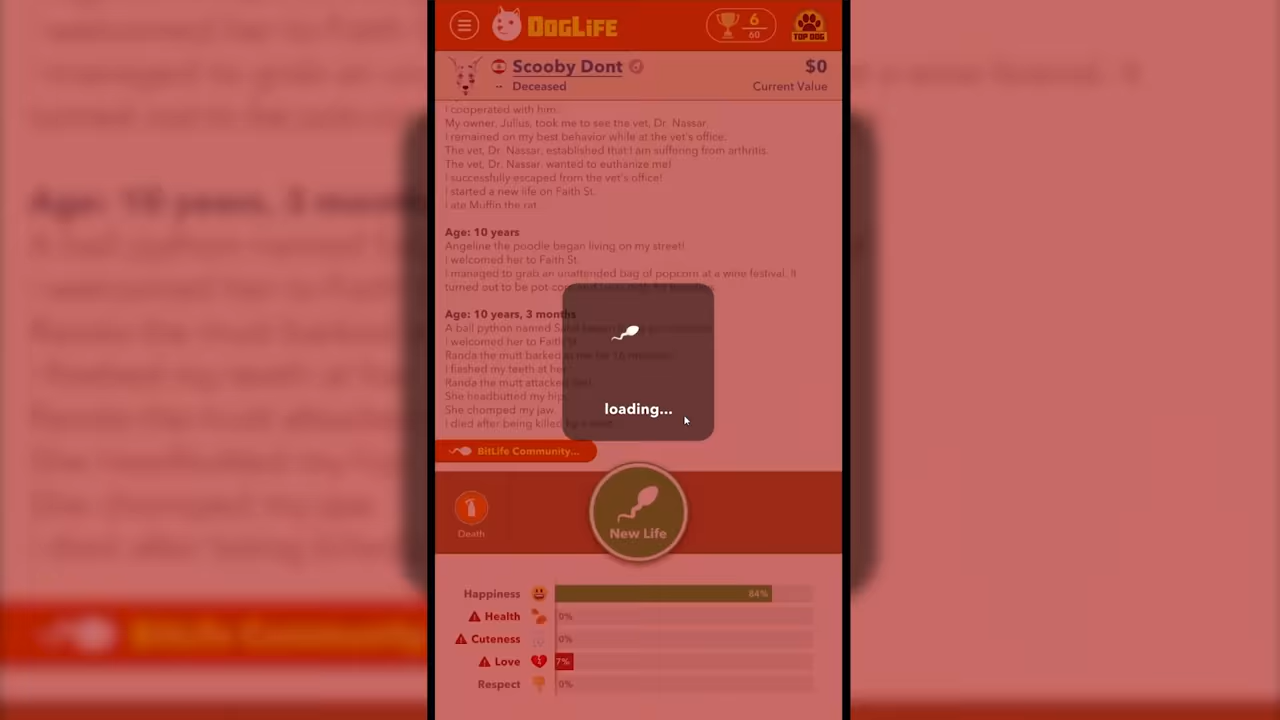 DOGLIFE
6
60
TOP DOG
Scooby Dont
$0
-- Deceased
Current Value
I cooperated with him.
My owner, Julius, took me to see the vet, Dr. Nassar.
I remained on my best behavior while at the vet's office.
The vet, Dr. Nassar, established that I am suffering from arthritis.
The vet, Dr. Nassar, wanted to euthanize me!
I successfully escaped from the vet's office!
I started a new life on Faith St.
I ate Muffin the rat.
Age: 10 years
Angeline the poodle began living on my street!
I welcomed her to Faith St.
I managed to grab an unattended bag of popcorn at a wine festival. It
turned out to be pot
Age: 10 years, 3 months
A ball python named
I welcomed her to Faith St
Randa the mutt barked at me for
I flashed my teeth at her
Randa the mutt attacked
She headbutted my hip
She chomped my jaw.
I died after being killed
loading...
BitLife Community...
Death
New Life
Happiness 84%
Health 0%
Cuteness 0%
Love 7%
Respect 0%